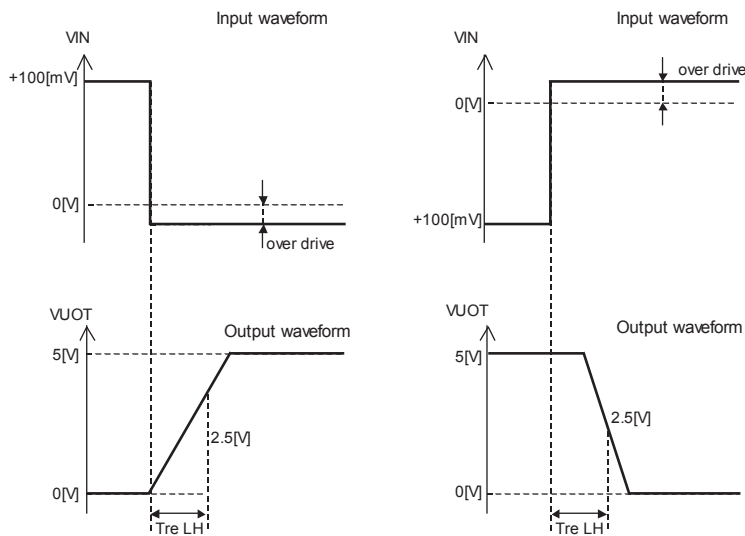 Input waveform
VIN
+100[mV]
0[V]
over drive
VUOT
Output waveform
5[V]
2.5[V]
0[V]
Tre LH
Input waveform
VIN
over drive
0[V]
+100[mV]
VUOT
Output waveform
5[V]
2.5[V]
0[V]
Tre LH